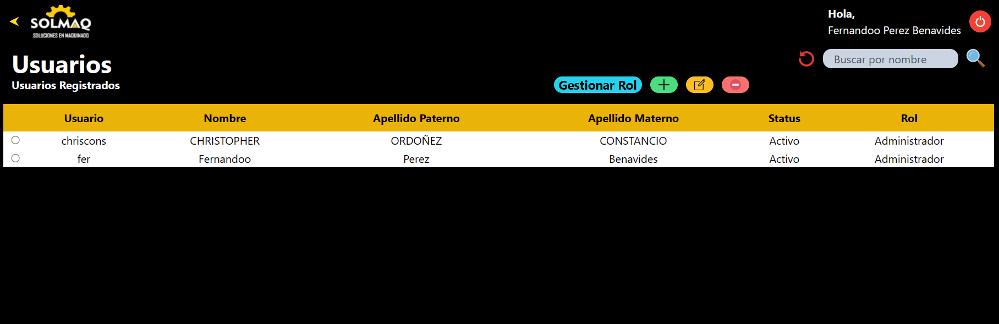 SOLMAQ
SOLUCIONES EN MAQUINADO
Hola,
Fernandoo Perez Benavides
Usuarios
Buscar por nombre
Usuarios Registrados
Gestionar Rol
Usuario Nombre Apellido Paterno Apellido Materno Status Rol
chriscons CHRISTOPHER ORDOÑEZ CONSTANCIO Activo Administrador
fer Fernandoo Perez Benavides Activo Administrador